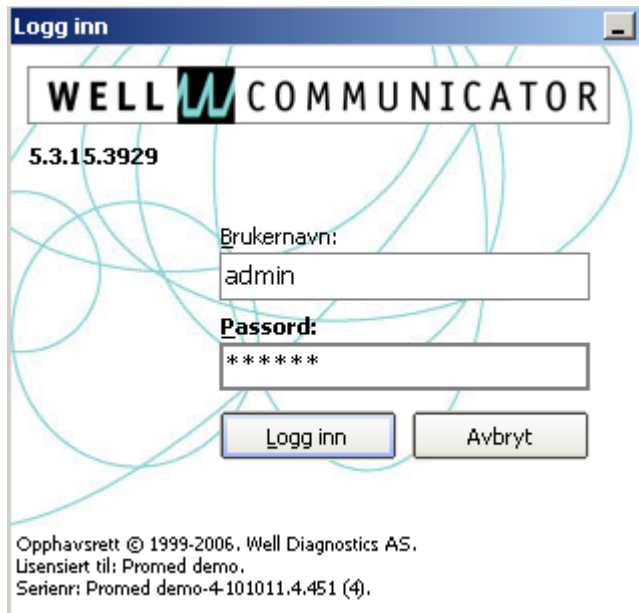 Logg inn
WELL COMMUNICATOR
5.3.15.3929
Brukernavn:
admin
Passord:
******
Logg inn Avbryt
Opphavsrett © 1999-2006. Well Diagnostics AS.
Lisensiert til: Promed demo.
Serienr: Promed demo-4-101011.4.451 (4).